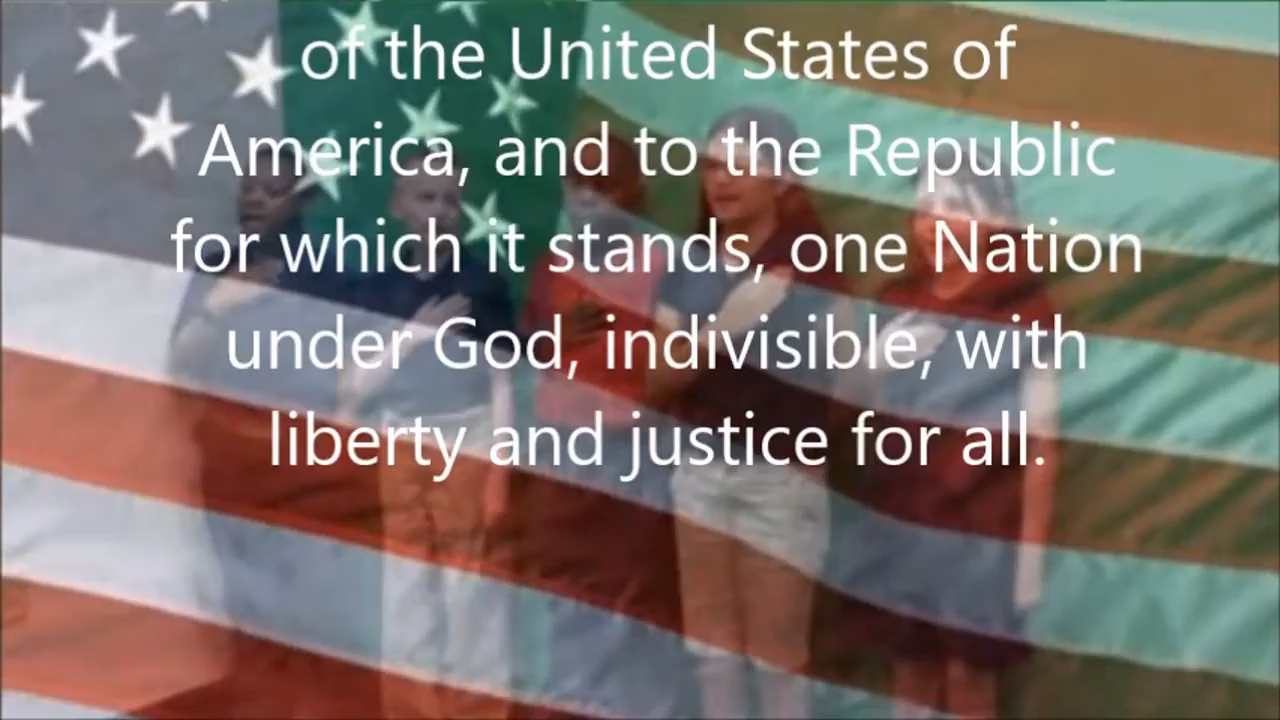 of the United States of
America, and to the Republic
for which it stands, one Nation
under God, indivisible, with
liberty and justice for all.